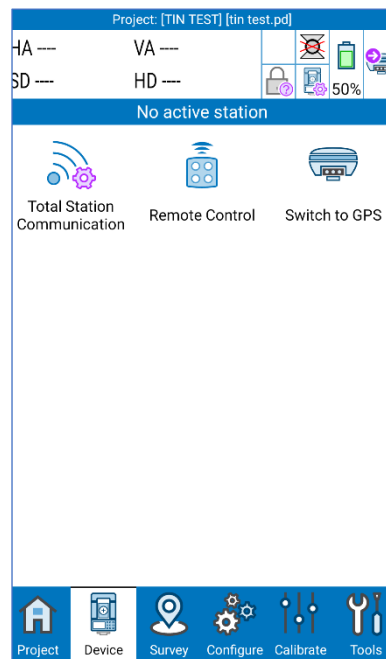 Project: [TIN TEST] [tin test.pd]
HA ---- VA ----
SD ---- HD ----
50%
No active station
Total Station
Communication
Remote Control
Switch to GPS
Project Device Survey Configure Calibrate Tools